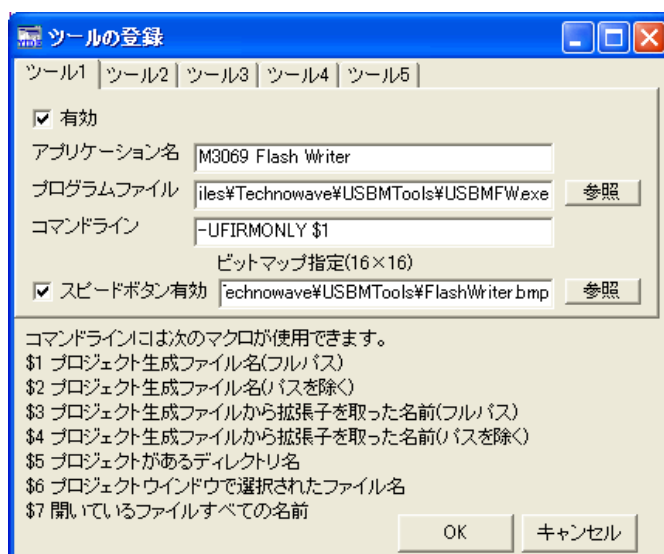 ツールの登録
ツール1 ツール2 ツール3 ツール4 ツール5
有効
アプリケーション名 M3069 Flash Writer
プログラムファイル iles¥Technowave¥USBMTools¥USBMFW.exe 参照
コマンドライン -UFIRMONLY $1
ビットマップ指定(16×16)
スピードボタン有効 Technowave¥USBMTools¥FlashWriter.bmp 参照
コマンドラインには次のマクロが使用できます。
$1 プロジェクト生成ファイル名(フルパス)
$2 プロジェクト生成ファイル名(パスを除く)
$3 プロジェクト生成ファイルから拡張子を取った名前(フルパス)
$4 プロジェクト生成ファイルから拡張子を取った名前(パスを除く)
$5 プロジェクトがあるディレクトリ名
$6 プロジェクトウインドウで選択されたファイル名
$7 開いているファイルすべての名前
OK キャンセル